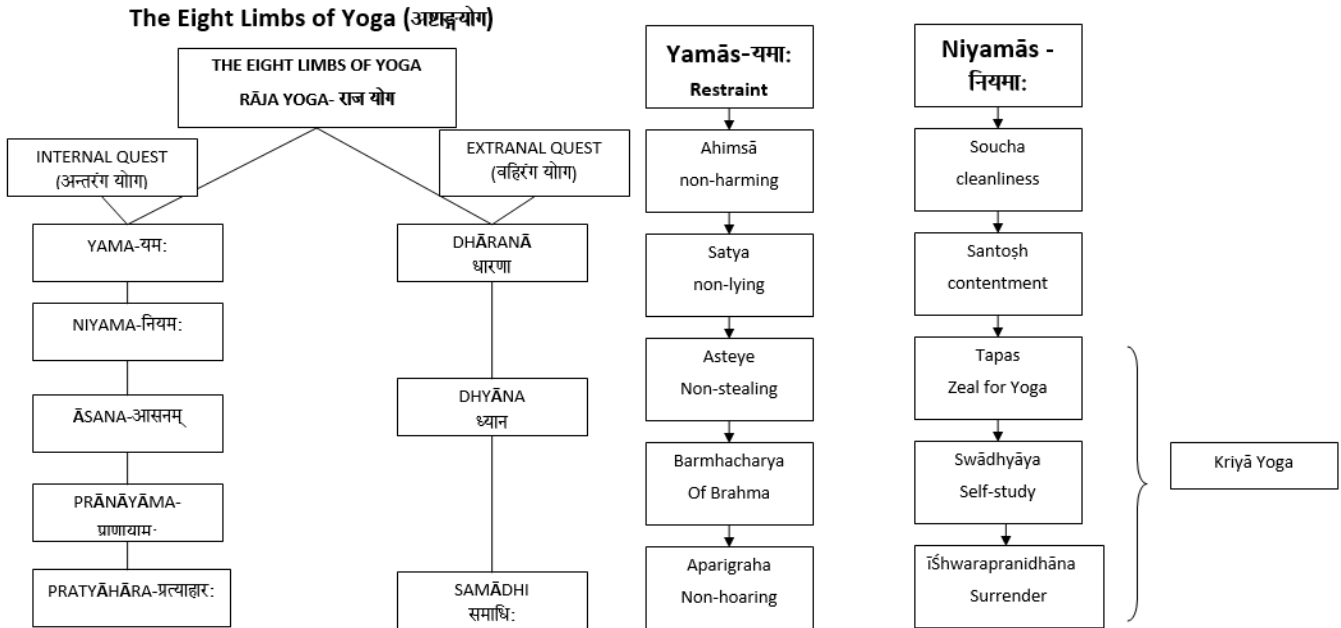 The Eight Limbs of Yoga (अष्टाङ्गयोग)
THE EIGHT LIMBS OF YOGA
RĀJA YOGA- राज योग
INTERNAL QUEST
(अन्तरंग योाग)
EXTRANAL QUEST
(वहिरंग योाग)
YAMA-यम:
NIYAMA-नियम:
ĀSANA-आसनम्
PRĀNĀYĀMA-
प्राणायाम:
PRATYĀHĀRA-प्रत्याहार:
DHĀRANĀ
धारणा
DHYĀNA
ध्यान
SAMĀDHI
समाधि:
Yamās-यमा:
Restraint
Ahimsā
non-harming
Satya
non-lying
Asteye
Non-stealing
Barmhacharya
Of Brahma
Aparigraha
Non-hoaring
Niyamās -
नियमा:
Soucha
cleanliness
Santoṣh
contentment
Tapas
Zeal for Yoga
Swādhyāya
Self-study
īŚhwarapranidhāna
Surrender
Kriyā Yoga